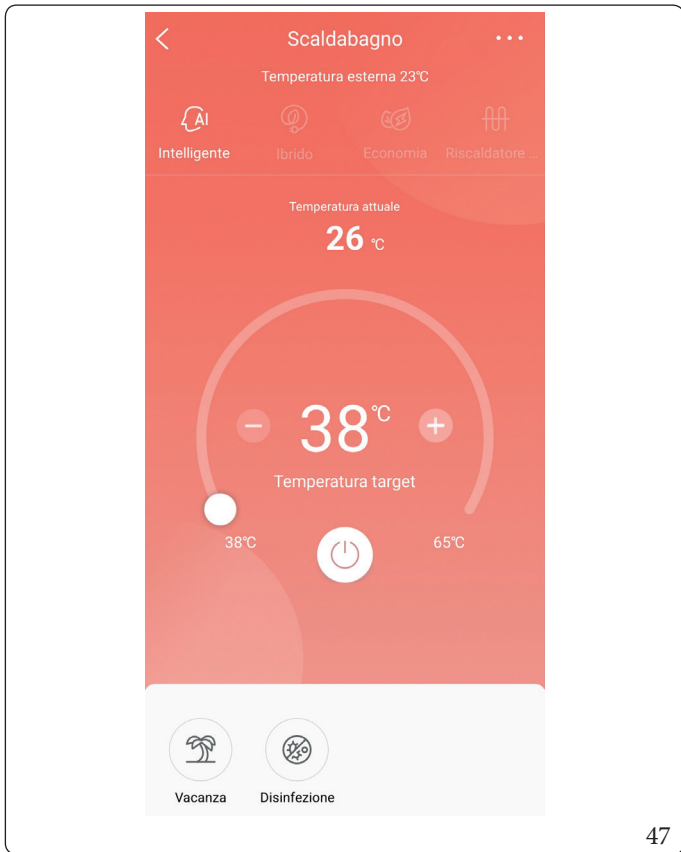 Scaldabagno
Temperatura esterna 23℃
AI
Intelligente Ibrido Economia Riscaldatore ...
Temperatura attuale
26 ℃
38℃
Temperatura target
38℃ 65℃
Vacanza Disinfezione
47